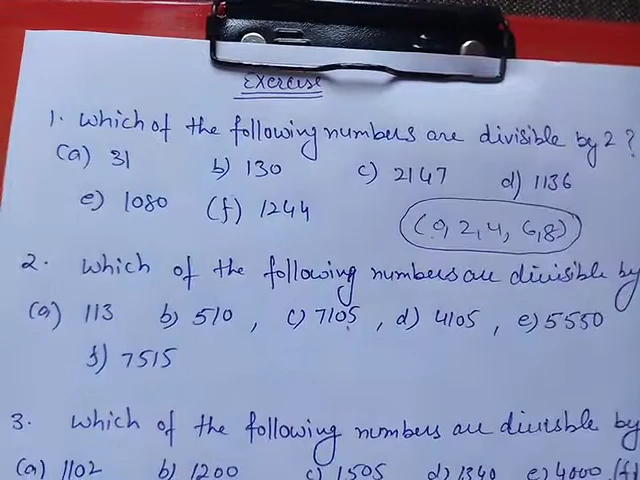 Exercise
1. Which of the following numbers are divisible by 2?
(a) 31 b) 130 c) 2147 d) 1136
e) 1080 (f) 1244 (0, 2, 4, 6, 8)
2. Which of the following numbers are divisible by
(a) 113 b) 510, c) 7105, d) 4105, e) 5550
f) 7515
3. Which of the following numbers are divisble by
(a) 1102 b) 1200 c) 1505 d) 1340 e) 4000 (f)